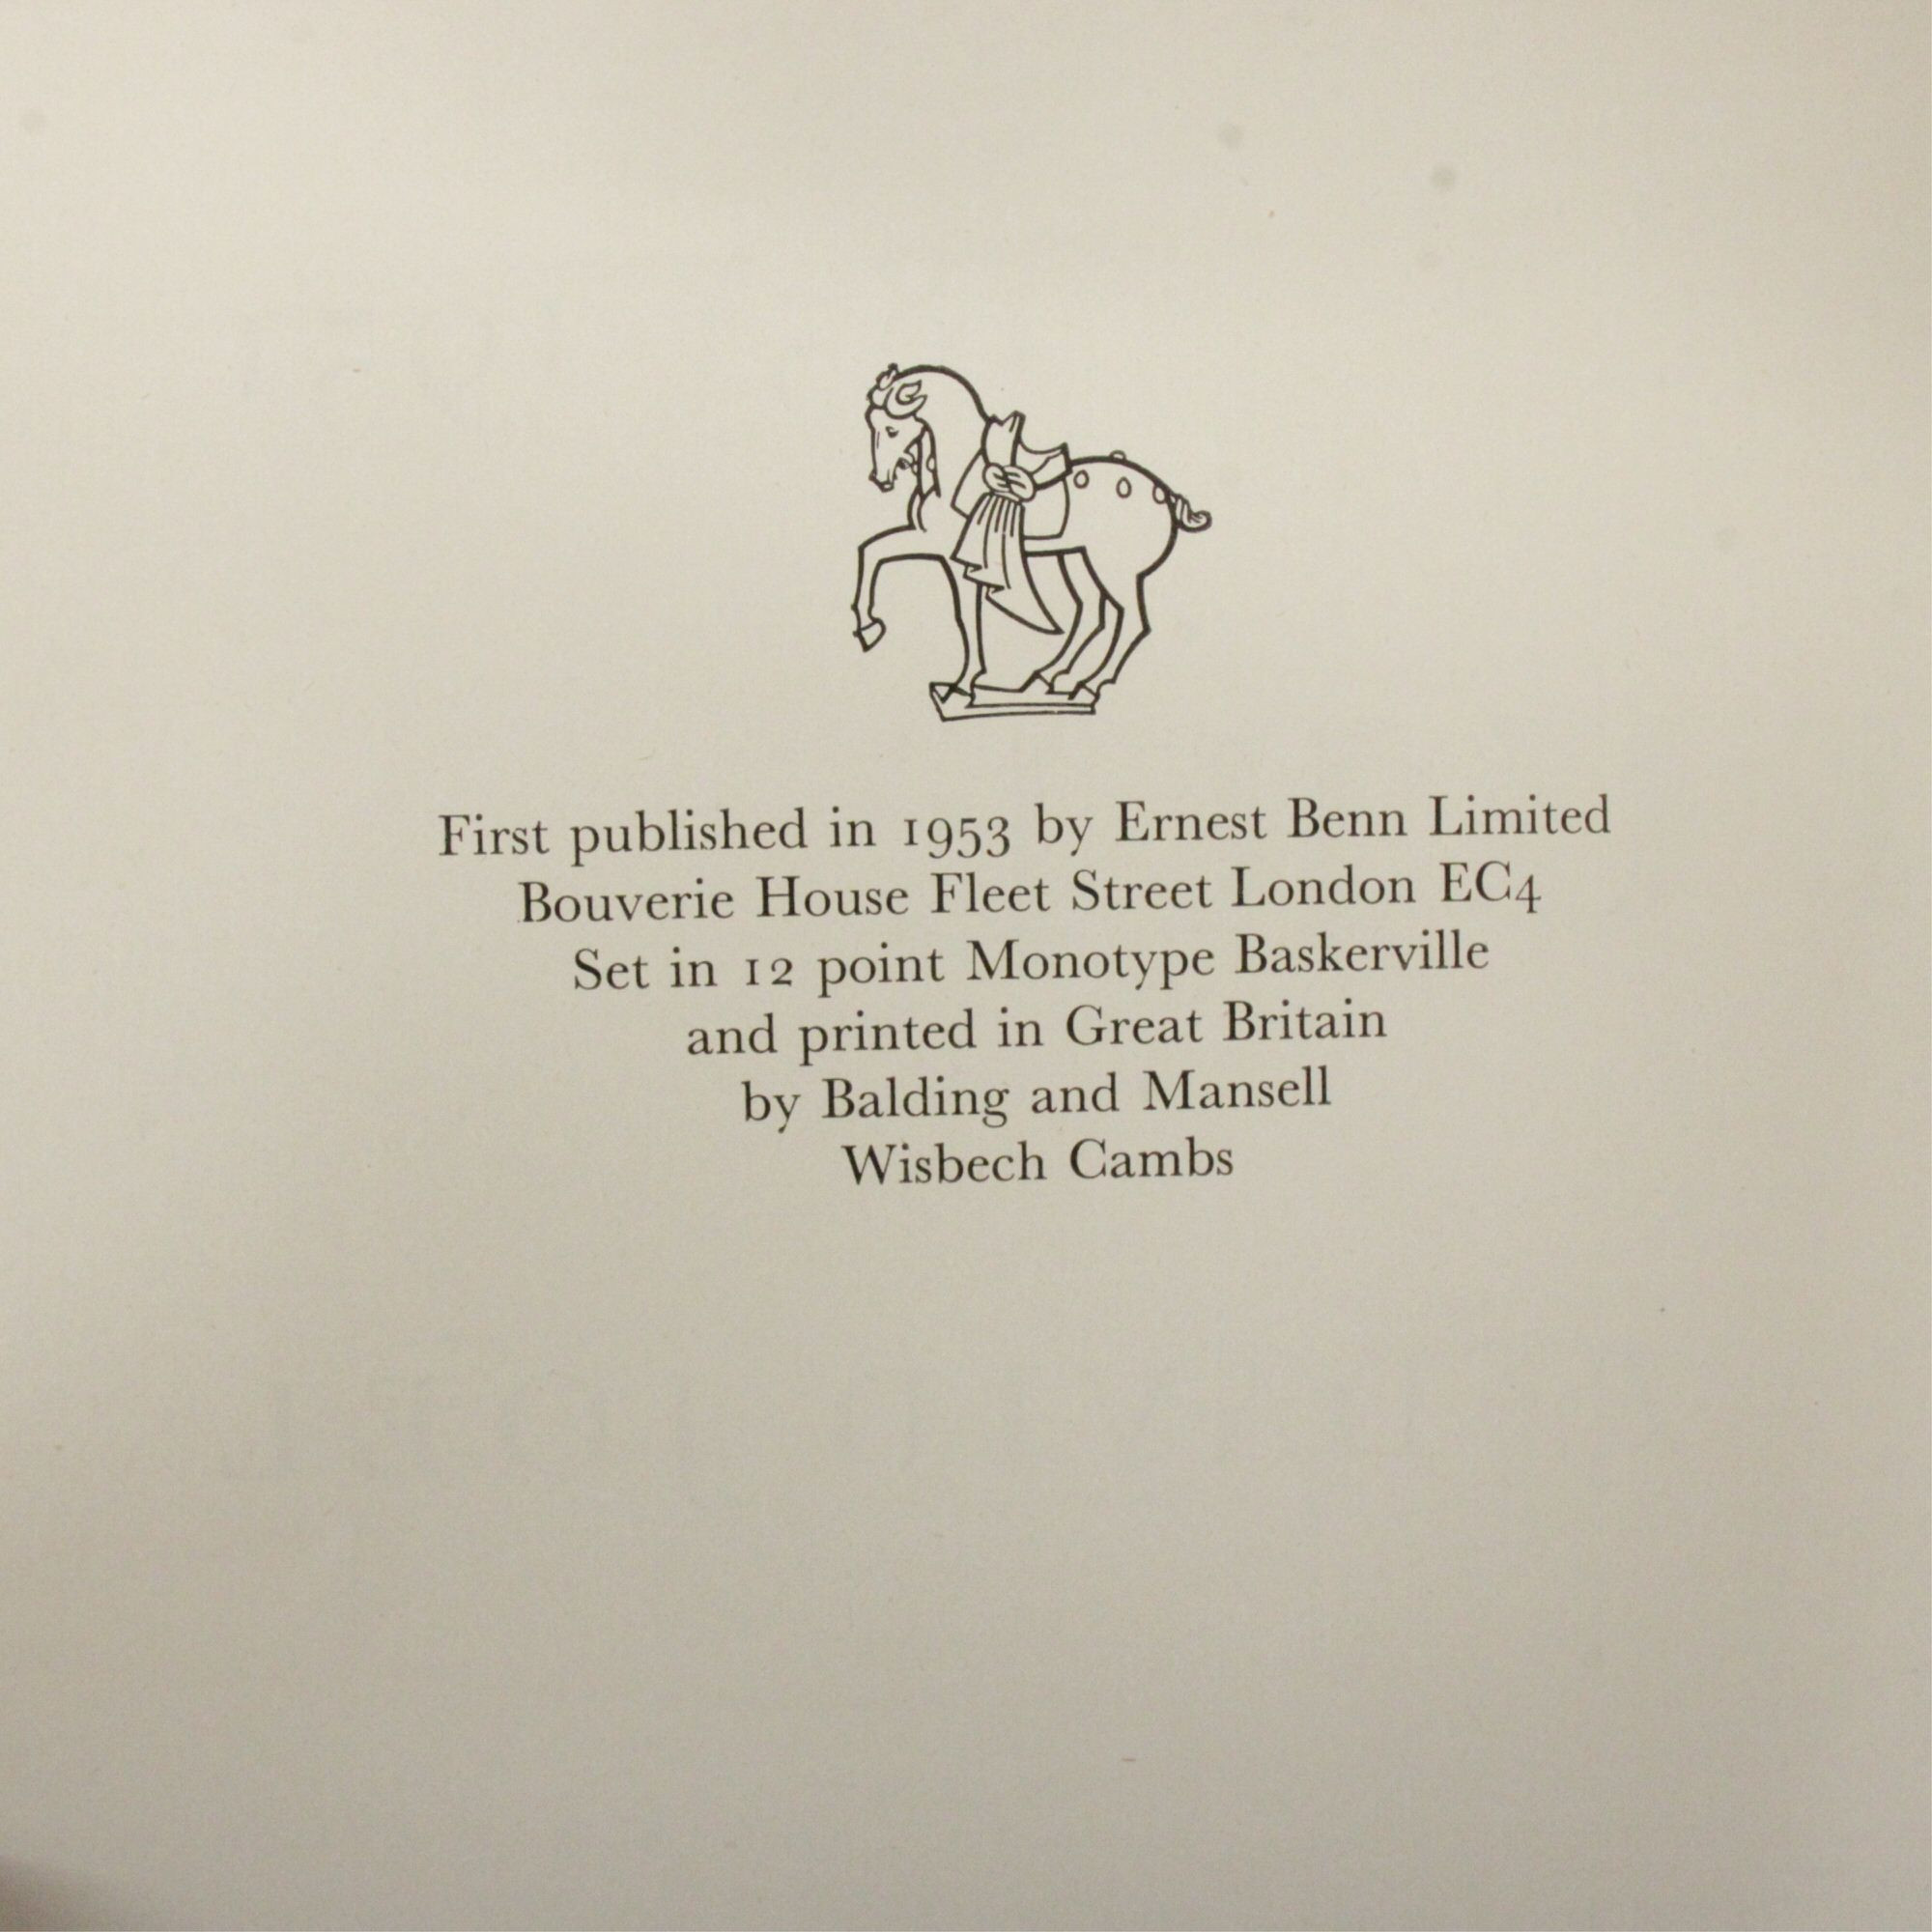 First published in 1953 by Ernest Benn Limited
Bouverie House Fleet Street London EC4
Set in 12 point Monotype Baskerville
and printed in Great Britain
by Balding and Mansell
Wisbech Cambs